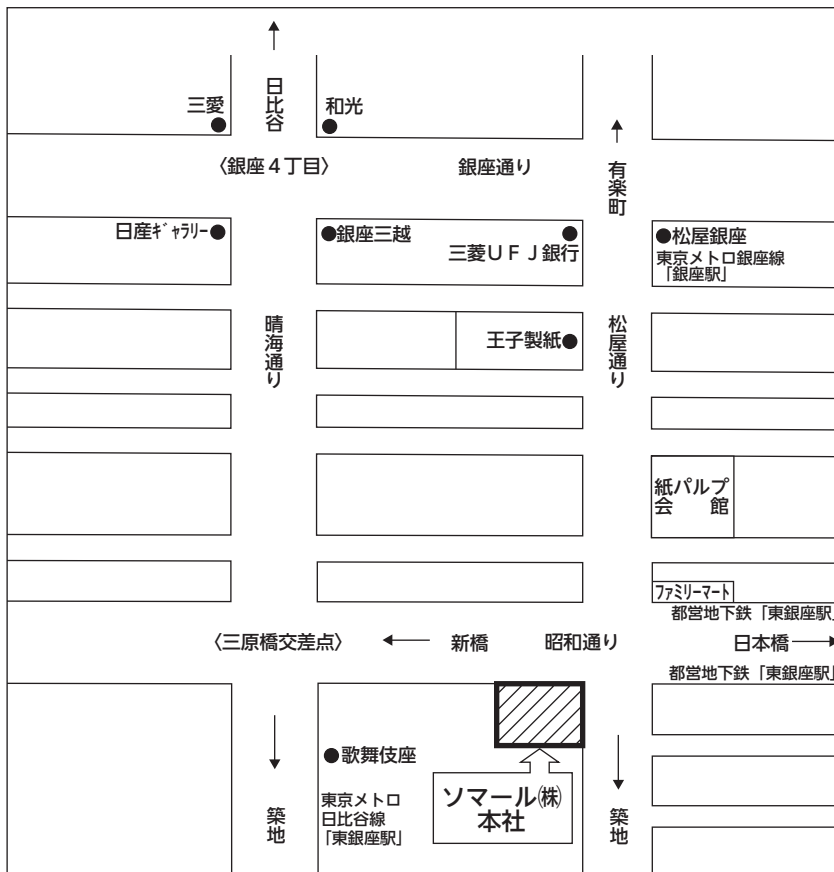 日比谷
三愛
和光
〈銀座4丁目〉
銀座通り
有楽町
日産ギャラリー
銀座三越
三菱UFJ銀行
松屋銀座
東京メトロ銀座線
「銀座駅」
晴海通り
王子製紙
松屋通り
紙パルプ
会 館
ファミリーマート
都営地下鉄「東銀座駅」
〈三原橋交差点〉
新橋
昭和通り
日本橋
都営地下鉄「東銀座駅」
歌舞伎座
東京メトロ
日比谷線
「東銀座駅」
ソマール㈱
本社
築地
築地